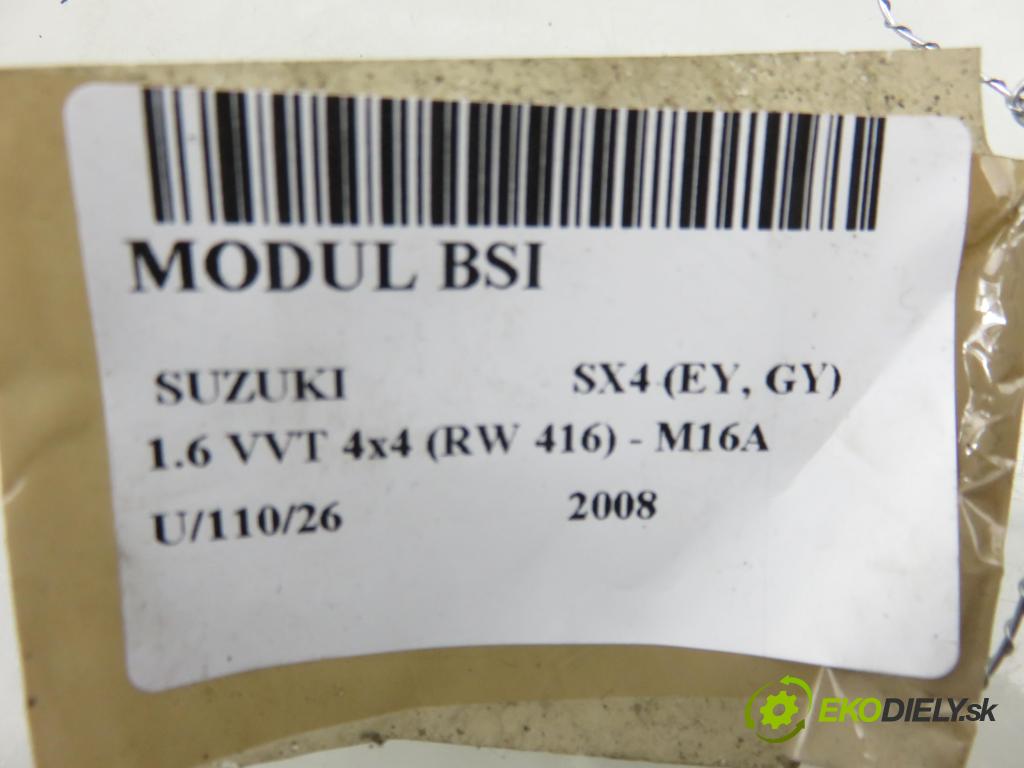 MODUL BSI
SUZUKI SX4 (EY, GY)
1.6 VVT 4x4 (RW 416) - M16A
U/110/26 2008
EKODIELY.sk